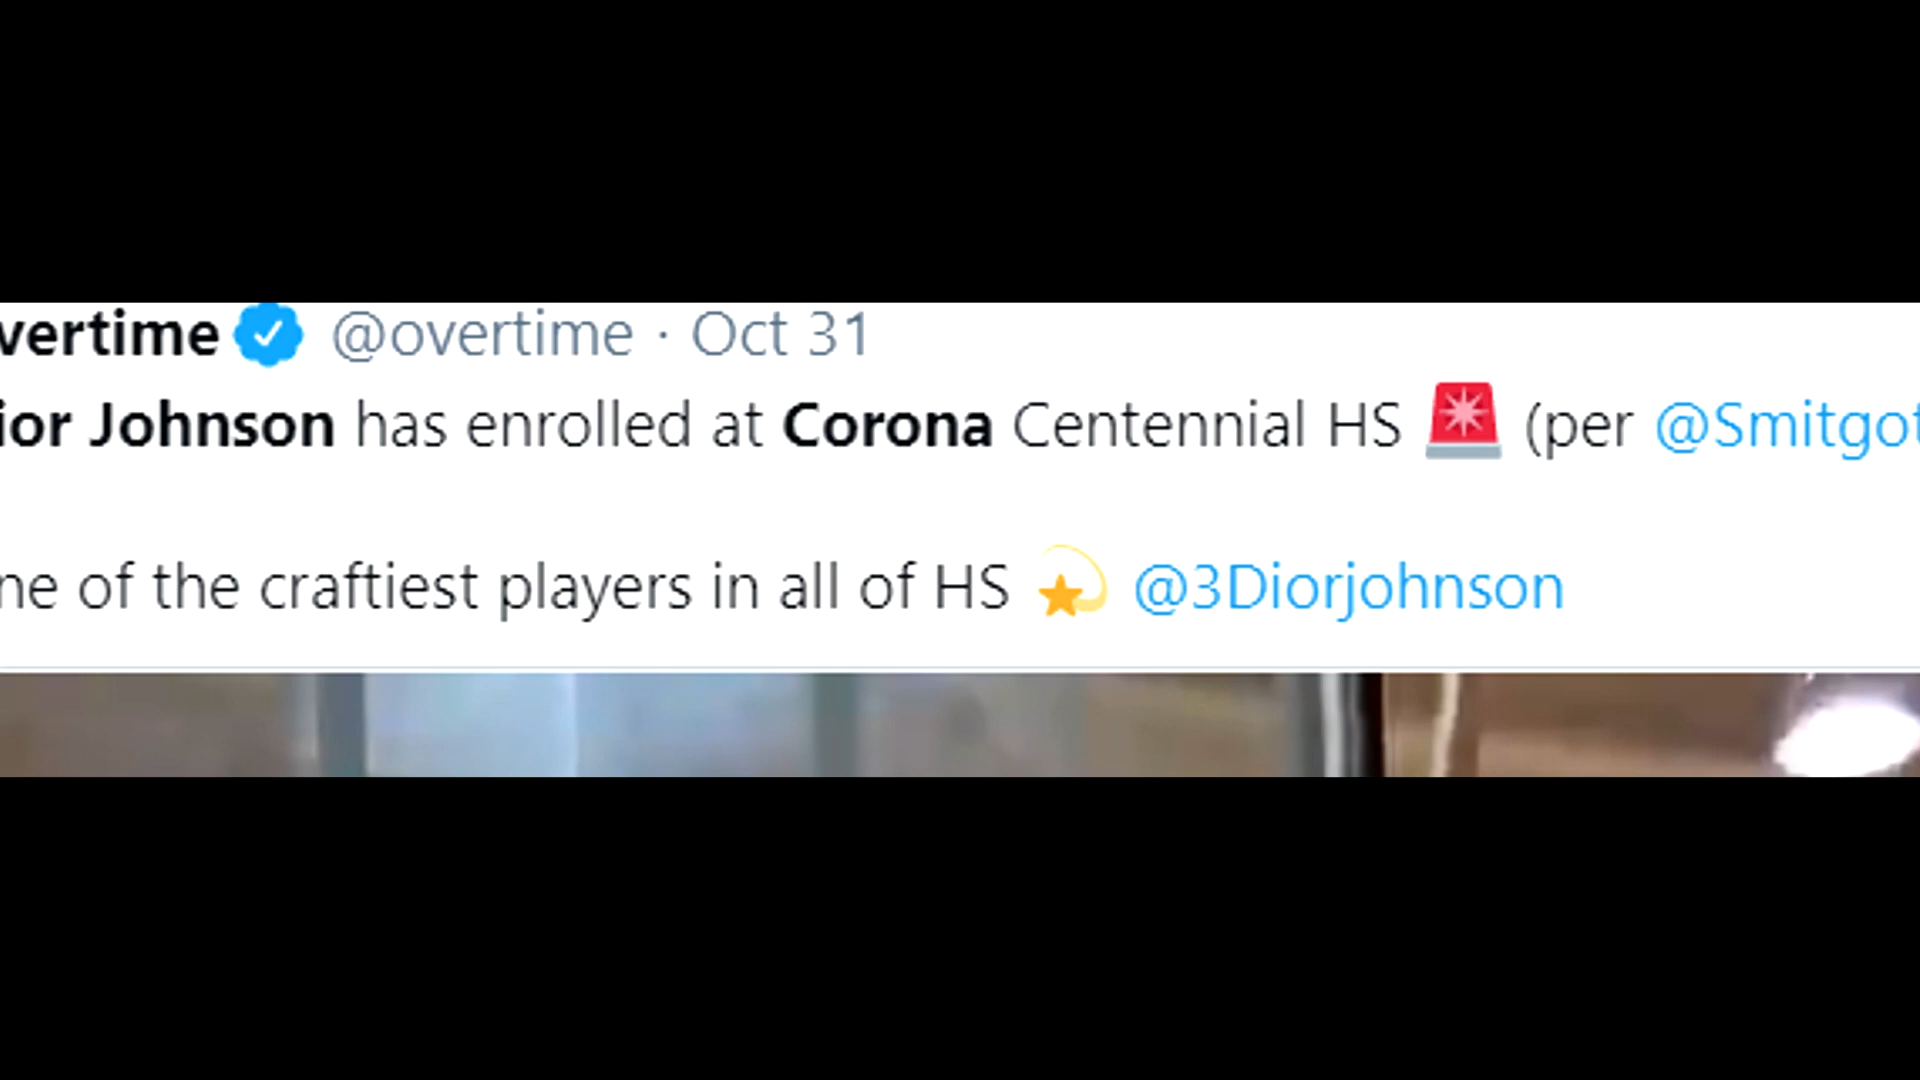 vertime @overtime · Oct 31
ior Johnson has enrolled at Corona Centennial HS 🚨 (per @Smitgot
ne of the craftiest players in all of HS 💫 @3Diorjohnson